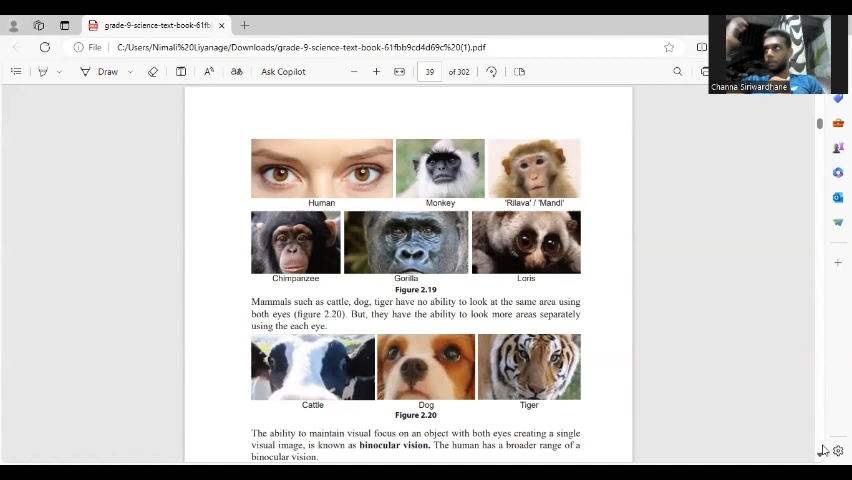 grade-9-science-text-book-61fbb
File
C:/Users/Nimali%20Liyanage/Downloads/grade-9-science-text-book-61fbb9cd4d69c%20(1).pdf
Draw
Ask Copilot
39
of 302
Channa Siriwardhane
Human
Monkey
'Rilava' / 'Mandi'
Chimpanzee
Gorilla
Loris
Figure 2.19
Mammals such as cattle, dog, tiger have no ability to look at the same area using
both eyes (figure 2.20). But, they have the ability to look more areas separately
using the each eye.
Cattle
Dog
Tiger
Figure 2.20
The ability to maintain visual focus on an object with both eyes creating a single
visual image, is known as binocular vision. The human has a broader range of a
binocular vision.